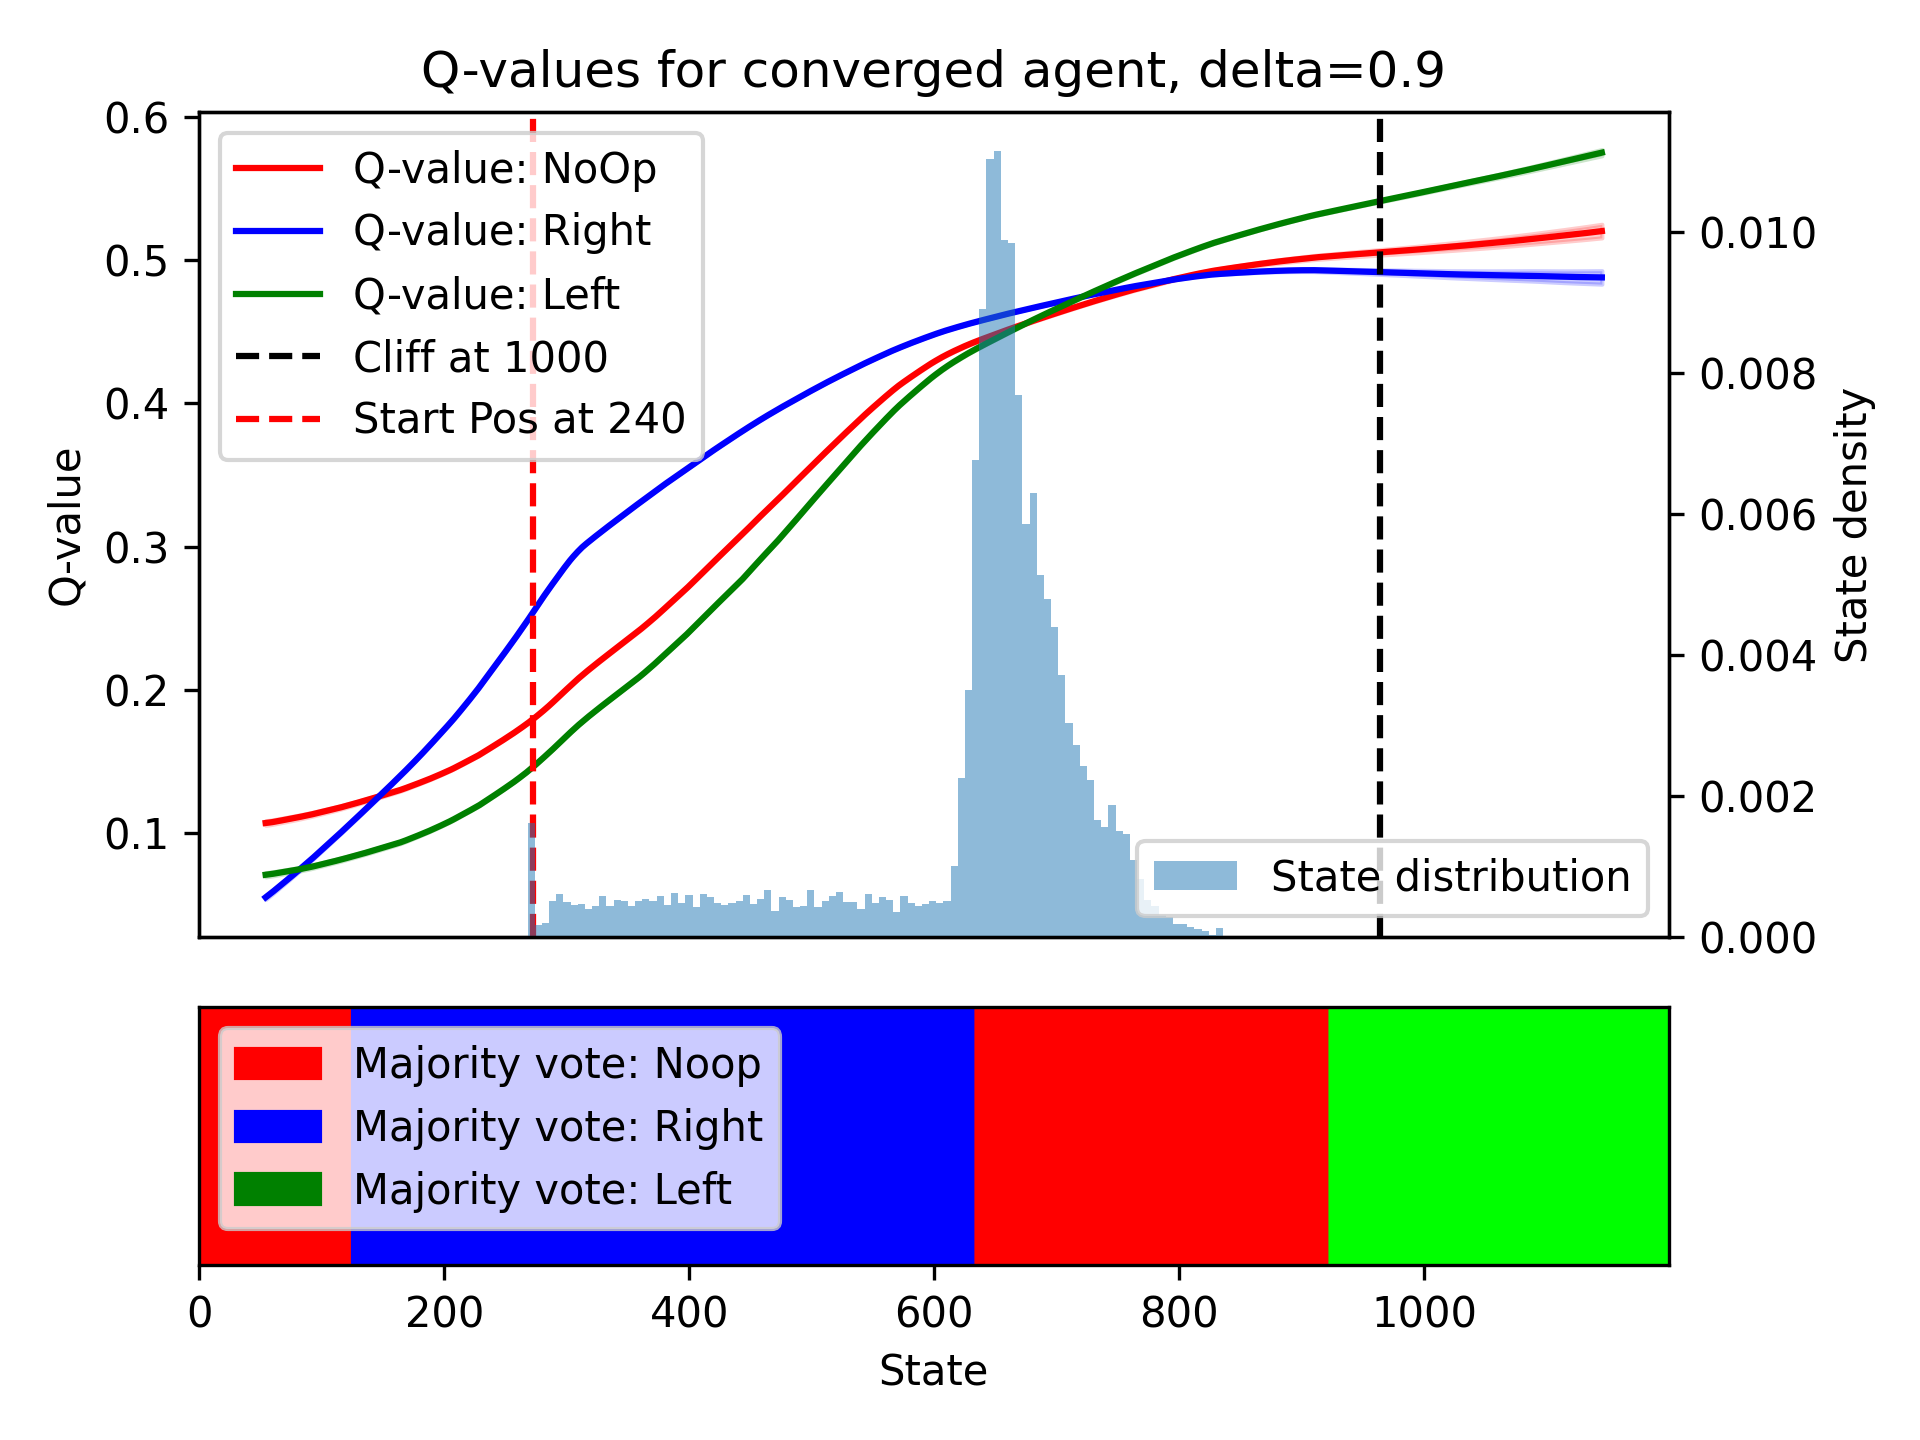 Q-values for converged agent, delta=0.9
0.6
0.5
0.4
0.3
0.2
0.1
Q-value
Q-value: NoOp
Q-value: Right
Q-value: Left
Cliff at 1000
Start Pos at 240
0.010
0.008
0.006
0.004
0.002
0.000
State density
State distribution
Majority vote: Noop
Majority vote: Right
Majority vote: Left
0 200 400 600 800 1000
State